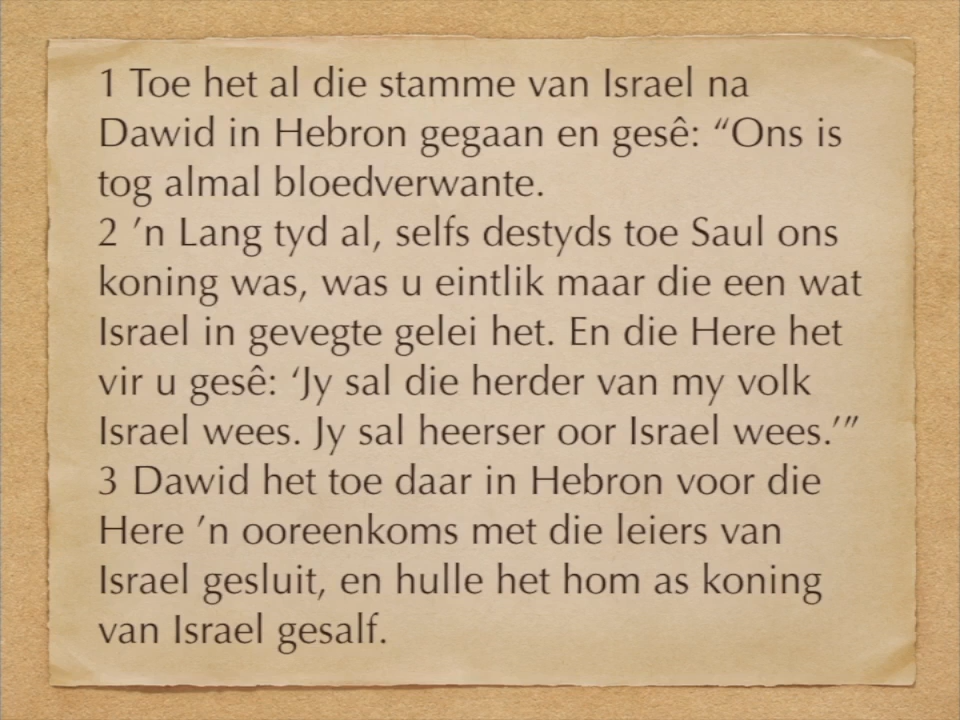 1 Toe het al die stamme van Israel na
Dawid in Hebron gegaan en gesê: “Ons is
tog almal bloedverwante.
2 ’n Lang tyd al, selfs destyds toe Saul ons
koning was, was u eintlik maar die een wat
Israel in gevegte gelei het. En die Here het
vir u gesê: ‘Jy sal die herder van my volk
Israel wees. Jy sal heerser oor Israel wees.’”
3 Dawid het toe daar in Hebron voor die
Here ’n ooreenkoms met die leiers van
Israel gesluit, en hulle het hom as koning
van Israel gesalf.